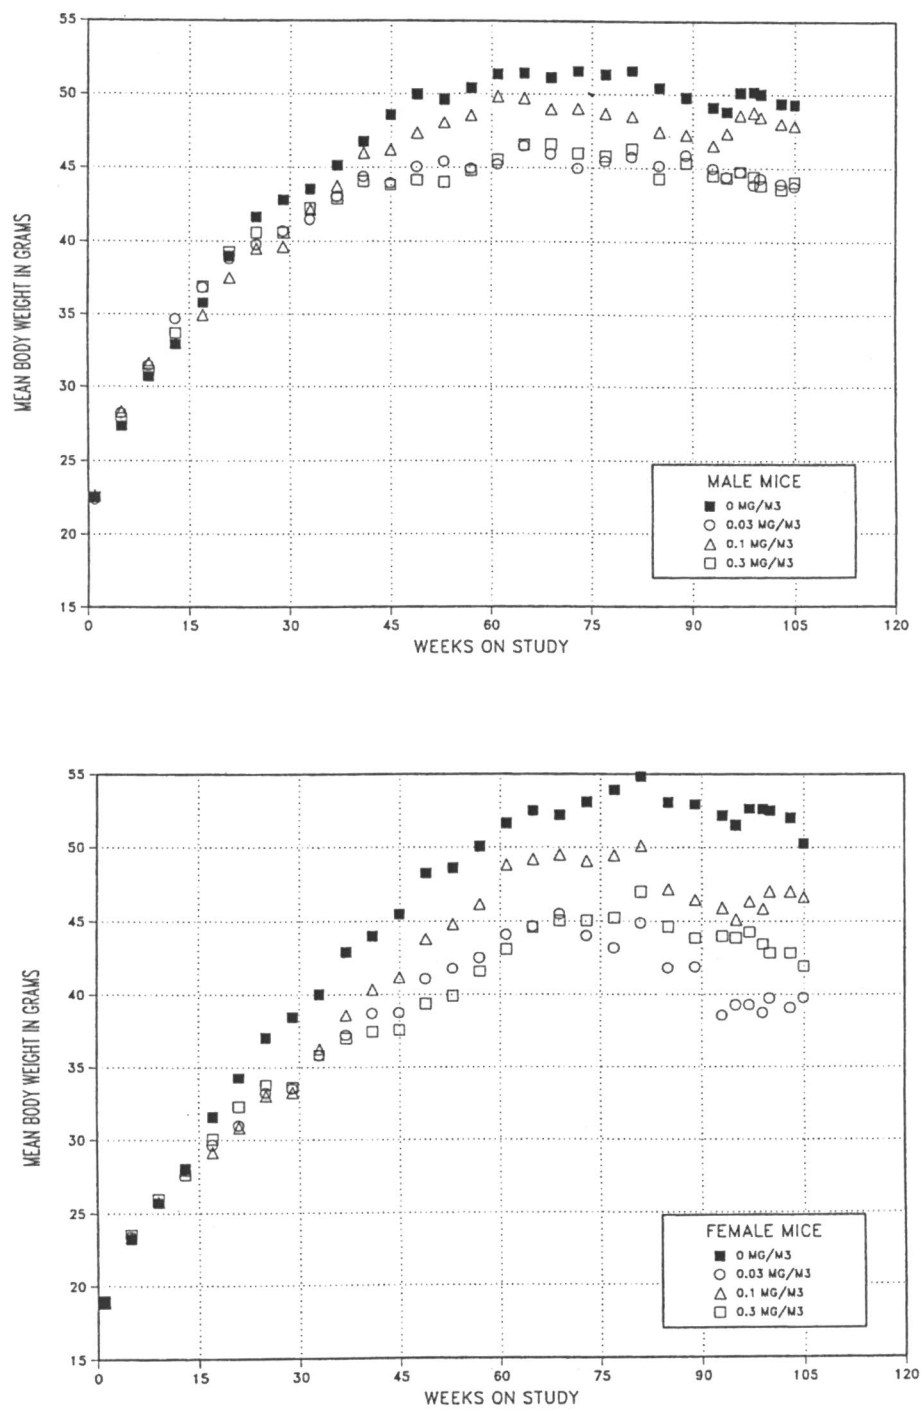 55
50
45
40
35
30
25
20
15
MEAN BODY WEIGHT IN GRAMS
MALE MICE
0 MG/M3
0.03 MG/M3
0.1 MG/M3
0.3 MG/M3
0 15 30 45 60 75 90 105 120
WEEKS ON STUDY
55
50
45
40
35
30
25
20
15
MEAN BODY WEIGHT IN GRAMS
FEMALE MICE
0 MG/M3
0.03 MG/M3
0.1 MG/M3
0.3 MG/M3
0 15 30 45 60 75 90 105 120
WEEKS ON STUDY